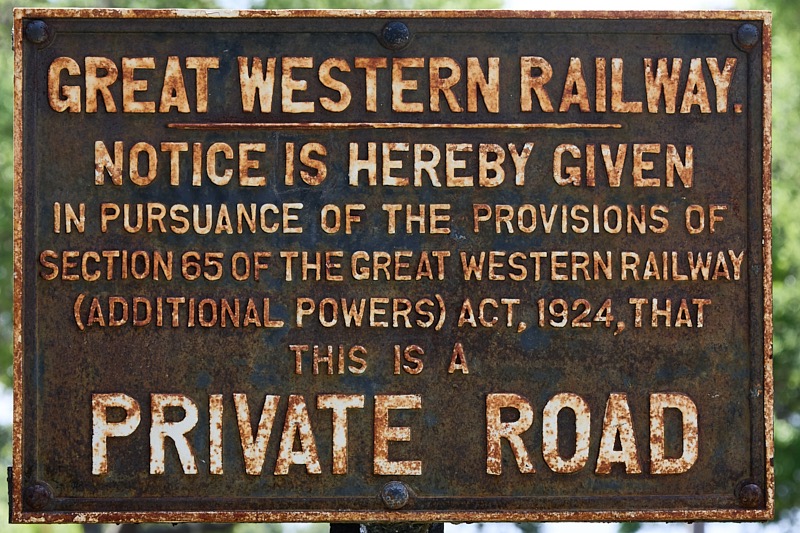 GREAT WESTERN RAILWAY.
NOTICE IS HEREBY GIVEN
IN PURSUANCE OF THE PROVISIONS OF
SECTION 65 OF THE GREAT WESTERN RAILWAY
(ADDITIONAL POWERS) ACT, 1924, THAT
THIS IS A
PRIVATE ROAD